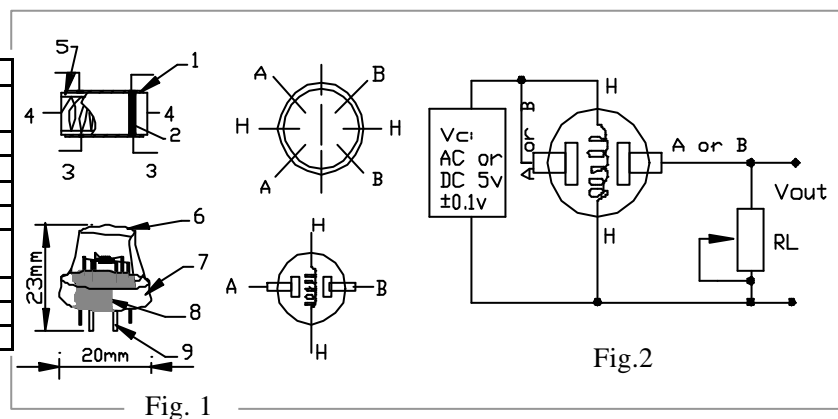 5
1
4
4
2
3
3
A
B
H
H
A
B
6
7
8
9
23mm
20mm
H
A
B
H
Fig. 1
H
Vc:
AC or
DC 5v
±0.1v
A or B
A or B
Vout
H
RL
Fig.2